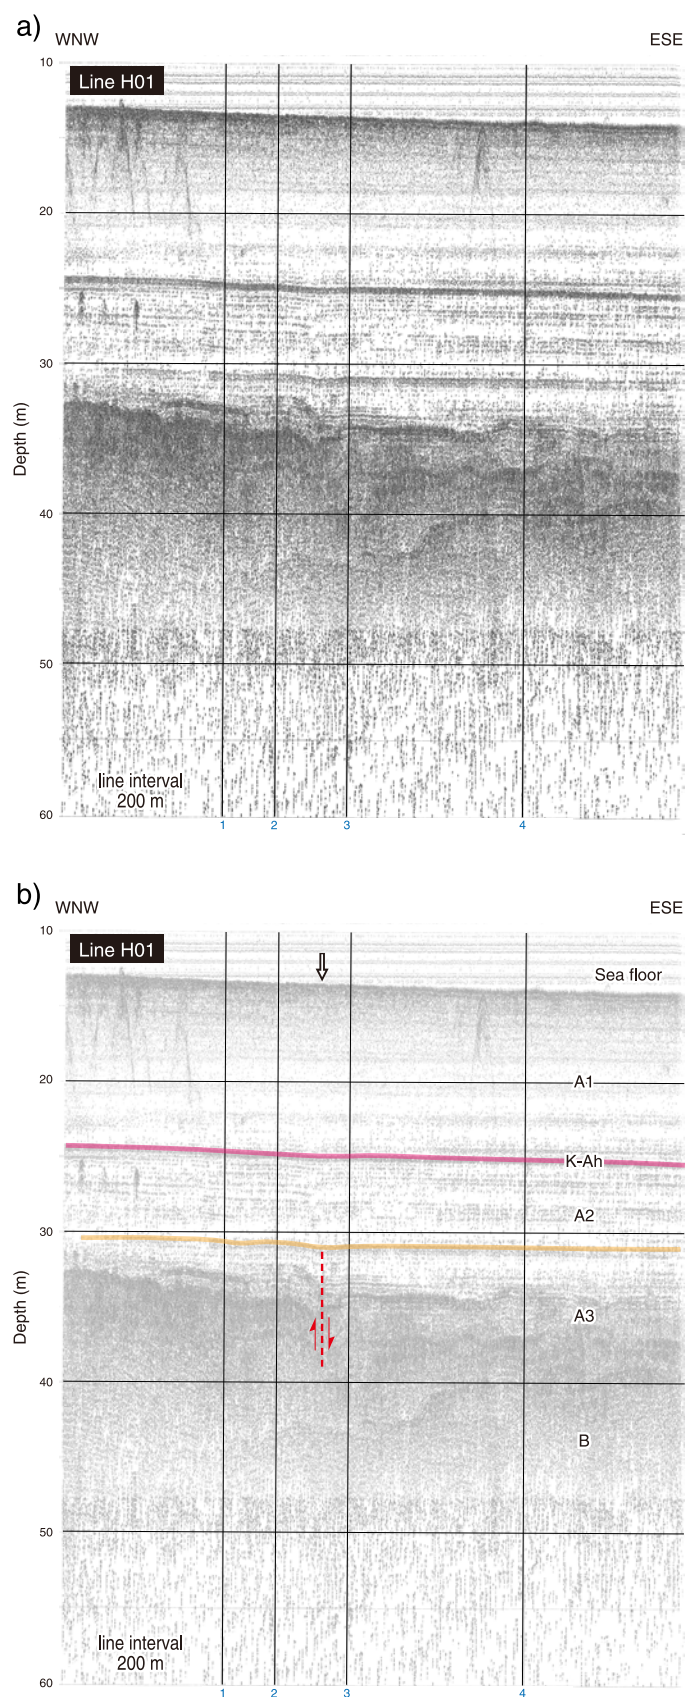 a)
WNW
ESE
10
Line H01
20
30
Depth (m)
40
50
line interval
200 m
60
1
2
3
4
b)
WNW
ESE
10
Line H01
Sea floor
20
A1
K-Ah
A2
30
Depth (m)
A3
40
B
50
line interval
200 m
60
1
2
3
4